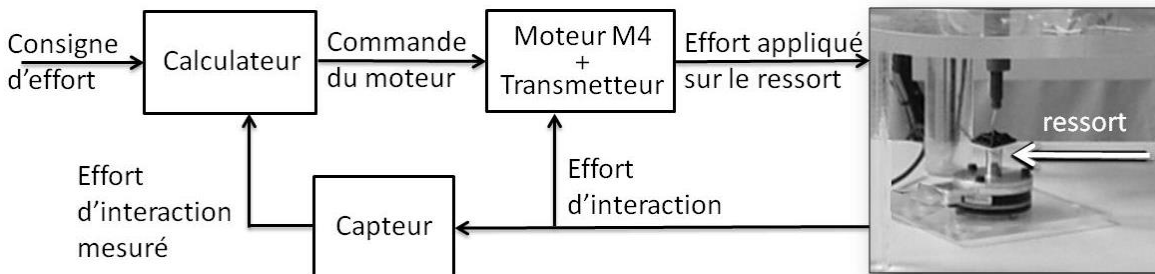 Consigne
d'effort
Calculateur
Commande
du moteur
Moteur M4
+
Transmetteur
Effort appliqué
sur le ressort
ressort
Effort
d'interaction
mesuré
Capteur
Effort
d'interaction